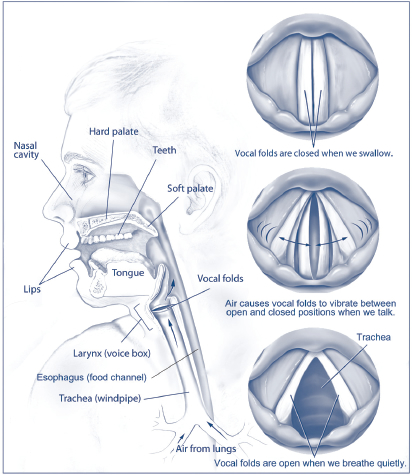 Nasal
cavity
Hard palate
Teeth
Soft palate
Tongue
Lips
Vocal folds
Larynx (voice box)
Esophagus (food channel)
Trachea (windpipe)
Air from lungs
Vocal folds are closed when we swallow.
Air causes vocal folds to vibrate between
open and closed positions when we talk.
Trachea
Vocal folds are open when we breathe quietly.